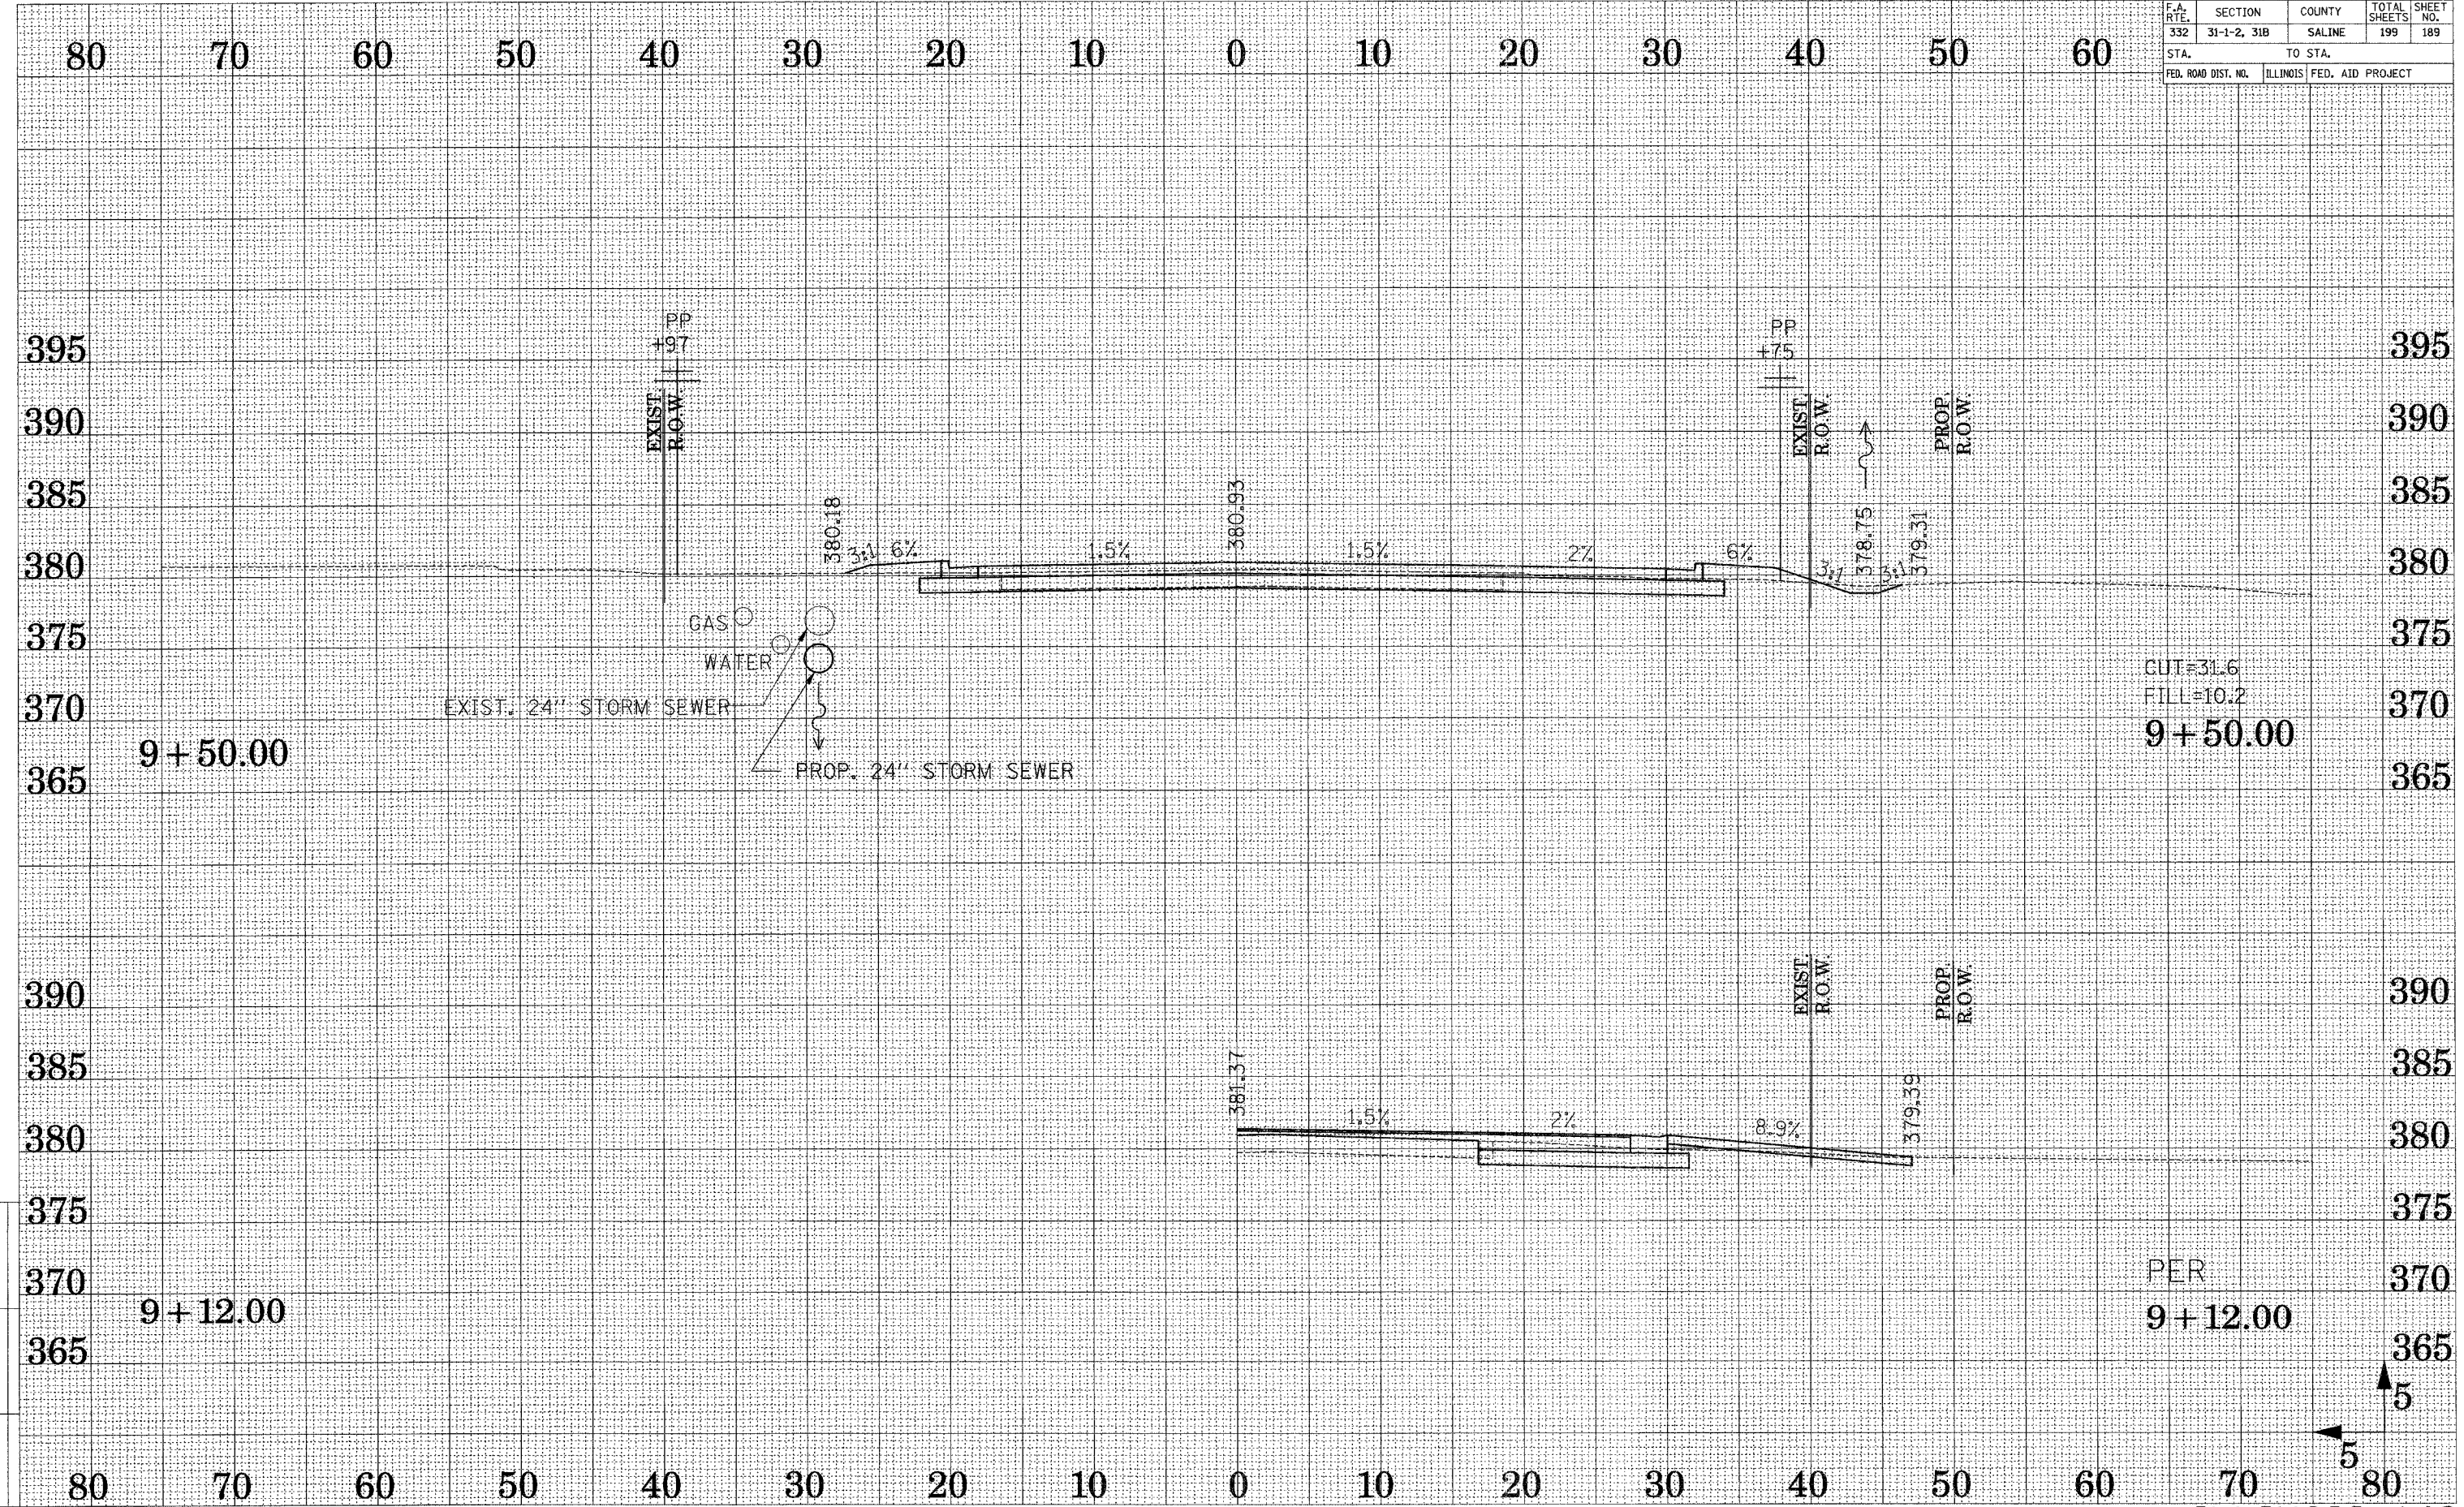 F.A. RTE. SECTION COUNTY TOTAL SHEETS SHEET NO.
332 31-1-2, 31B SALINE 199 189
STA. TO STA.
FED. ROAD DIST. NO. ILLINOIS FED. AID PROJECT
80 70 60 50 40 30 20 10 0 10 20 30 40 50 60
PP
+97
PP
+75
395 395
EXIST.
R.O.W.
EXIST.
R.O.W.
PROP.
R.O.W.
390 390
385 385
380.18
380.93
378.75
379.31
3:1 6% 1.5% 1.5% 2% 6% 3:1 3:1
380 380
GAS
375 375
WATER
CUT=31.6
FILL=10.2
EXIST. 24" STORM SEWER
370 370
9+50.00 9+50.00
PROP. 24" STORM SEWER
365 365
EXIST.
R.O.W.
PROP.
R.O.W.
390 390
385 385
381.37
379.39
1.5% 2% 8.9%
380 380
375 375
PER
370 370
9+12.00 9+12.00
365 365
5
5
80 70 60 50 40 30 20 10 0 10 20 30 40 50 60 70 80